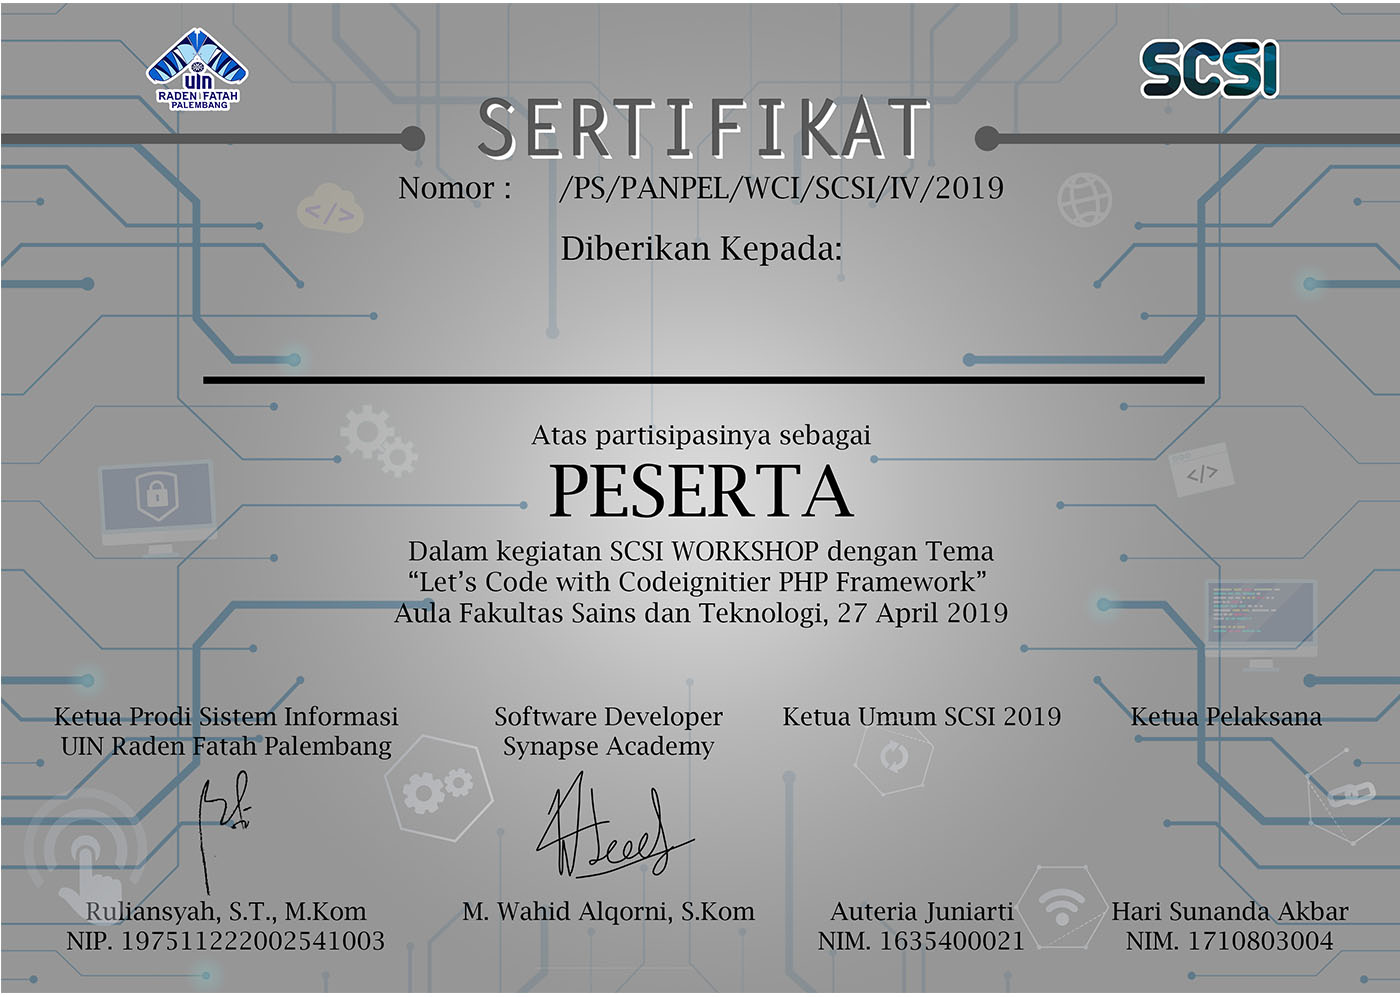 UIN
RADEN FATAH
PALEMBANG
SCSI
SERTIFIKAT
Nomor : /PS/PANPEL/WCI/SCSI/IV/2019
Diberikan Kepada:
Atas partisipasinya sebagai
PESERTA
Dalam kegiatan SCSI WORKSHOP dengan Tema
“Let’s Code with Codeignitier PHP Framework”
Aula Fakultas Sains dan Teknologi, 27 April 2019
Ketua Prodi Sistem Informasi
UIN Raden Fatah Palembang
Ruliansyah, S.T., M.Kom
NIP. 197511222002541003
Software Developer
Synapse Academy
M. Wahid Alqorni, S.Kom
Ketua Umum SCSI 2019
Auteria Juniarti
NIM. 1635400021
Ketua Pelaksana
Hari Sunanda Akbar
NIM. 1710803004